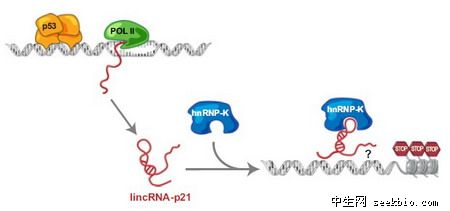 p53
POL II
hnRNP-K
hnRNP-K
?
STOP STOP STOP
lincRNA-p21
中生网 seekbio.com